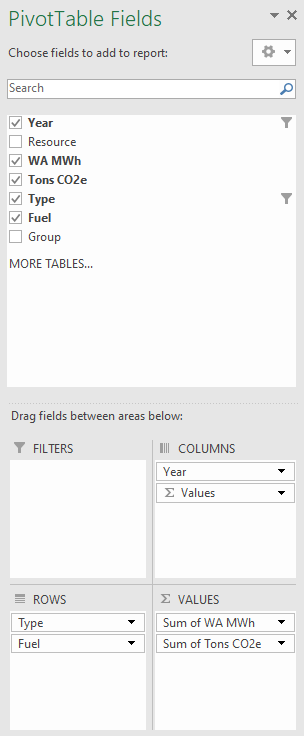 PivotTable Fields
Choose fields to add to report:
Search
Year
Resource
WA MWh
Tons CO2e
Type
Fuel
Group
MORE TABLES...
Drag fields between areas below:
FILTERS
COLUMNS
Year
Σ Values
ROWS
Type
Fuel
Σ VALUES
Sum of WA MWh
Sum of Tons CO2e